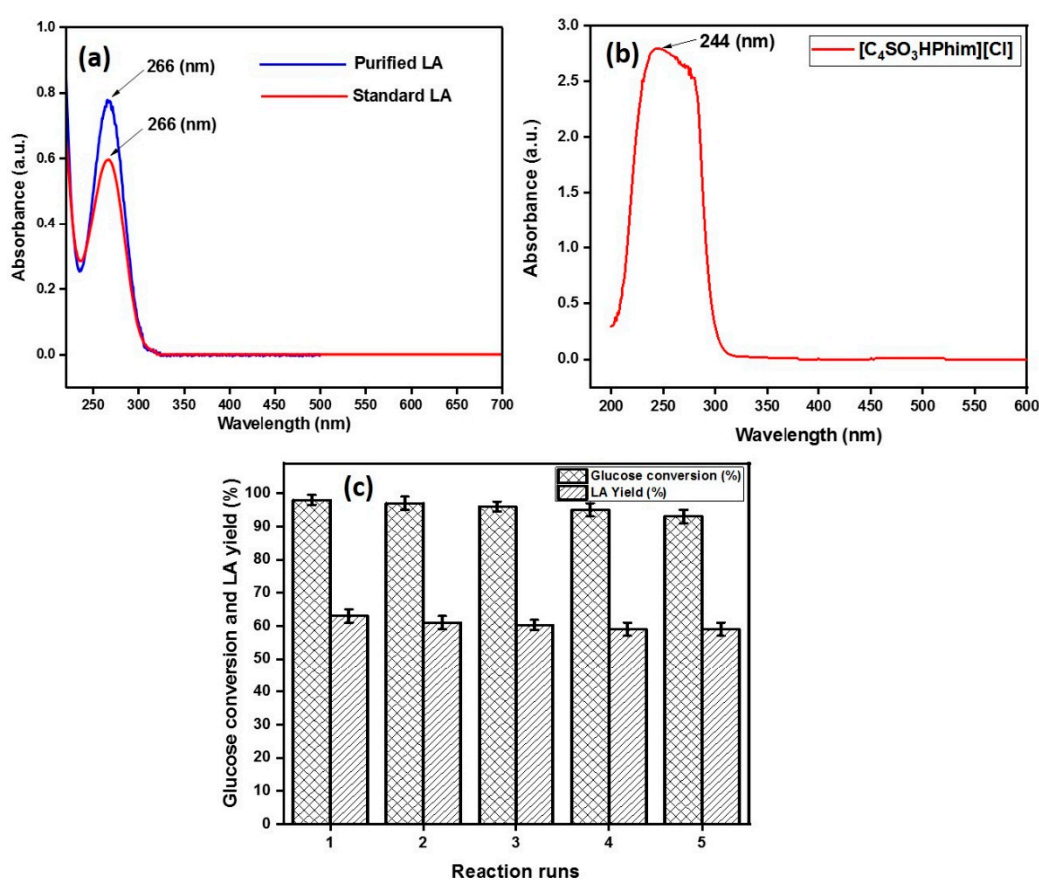 (a)
266 (nm)
266 (nm)
Purified LA
Standard LA
Absorbance (a.u.)
1.0
0.8
0.6
0.4
0.2
0.0
250 300 350 400 450 500 550 600 650 700
Wavelength (nm)
(b)
244 (nm)
[C₄SO₃HPhim][Cl]
Absorbance (a.u.)
3.0
2.5
2.0
1.5
1.0
0.5
0.0
200 250 300 350 400 450 500 550 600
Wavelength (nm)
(c)
Glucose conversion (%)
LA Yield (%)
Glucose conversion and LA yield (%)
100
90
80
70
60
50
40
30
20
10
0
1 2 3 4 5
Reaction runs